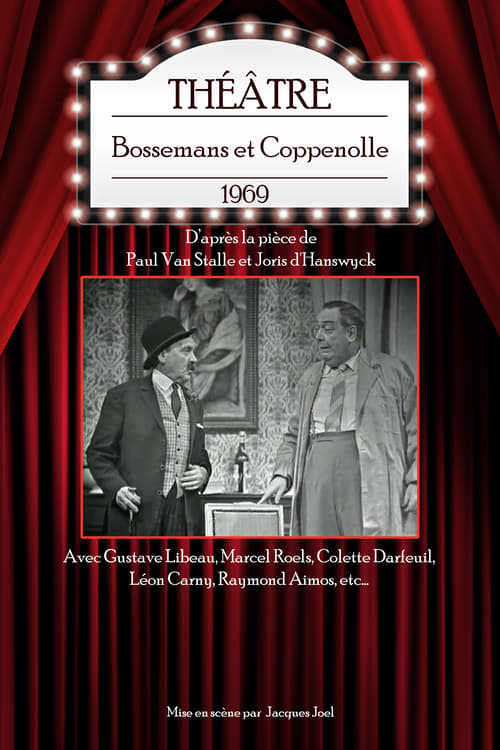 THÉÂTRE
Bossemans et Coppenolle
1969
D'après la pièce de
Paul Van Stalle et Joris d'Hanswyck
Avec Gustave Libeau, Marcel Roels, Colette Darfeuil,
Léon Carny, Raymond Aimos, etc...
Mise en scène par Jacques Joel